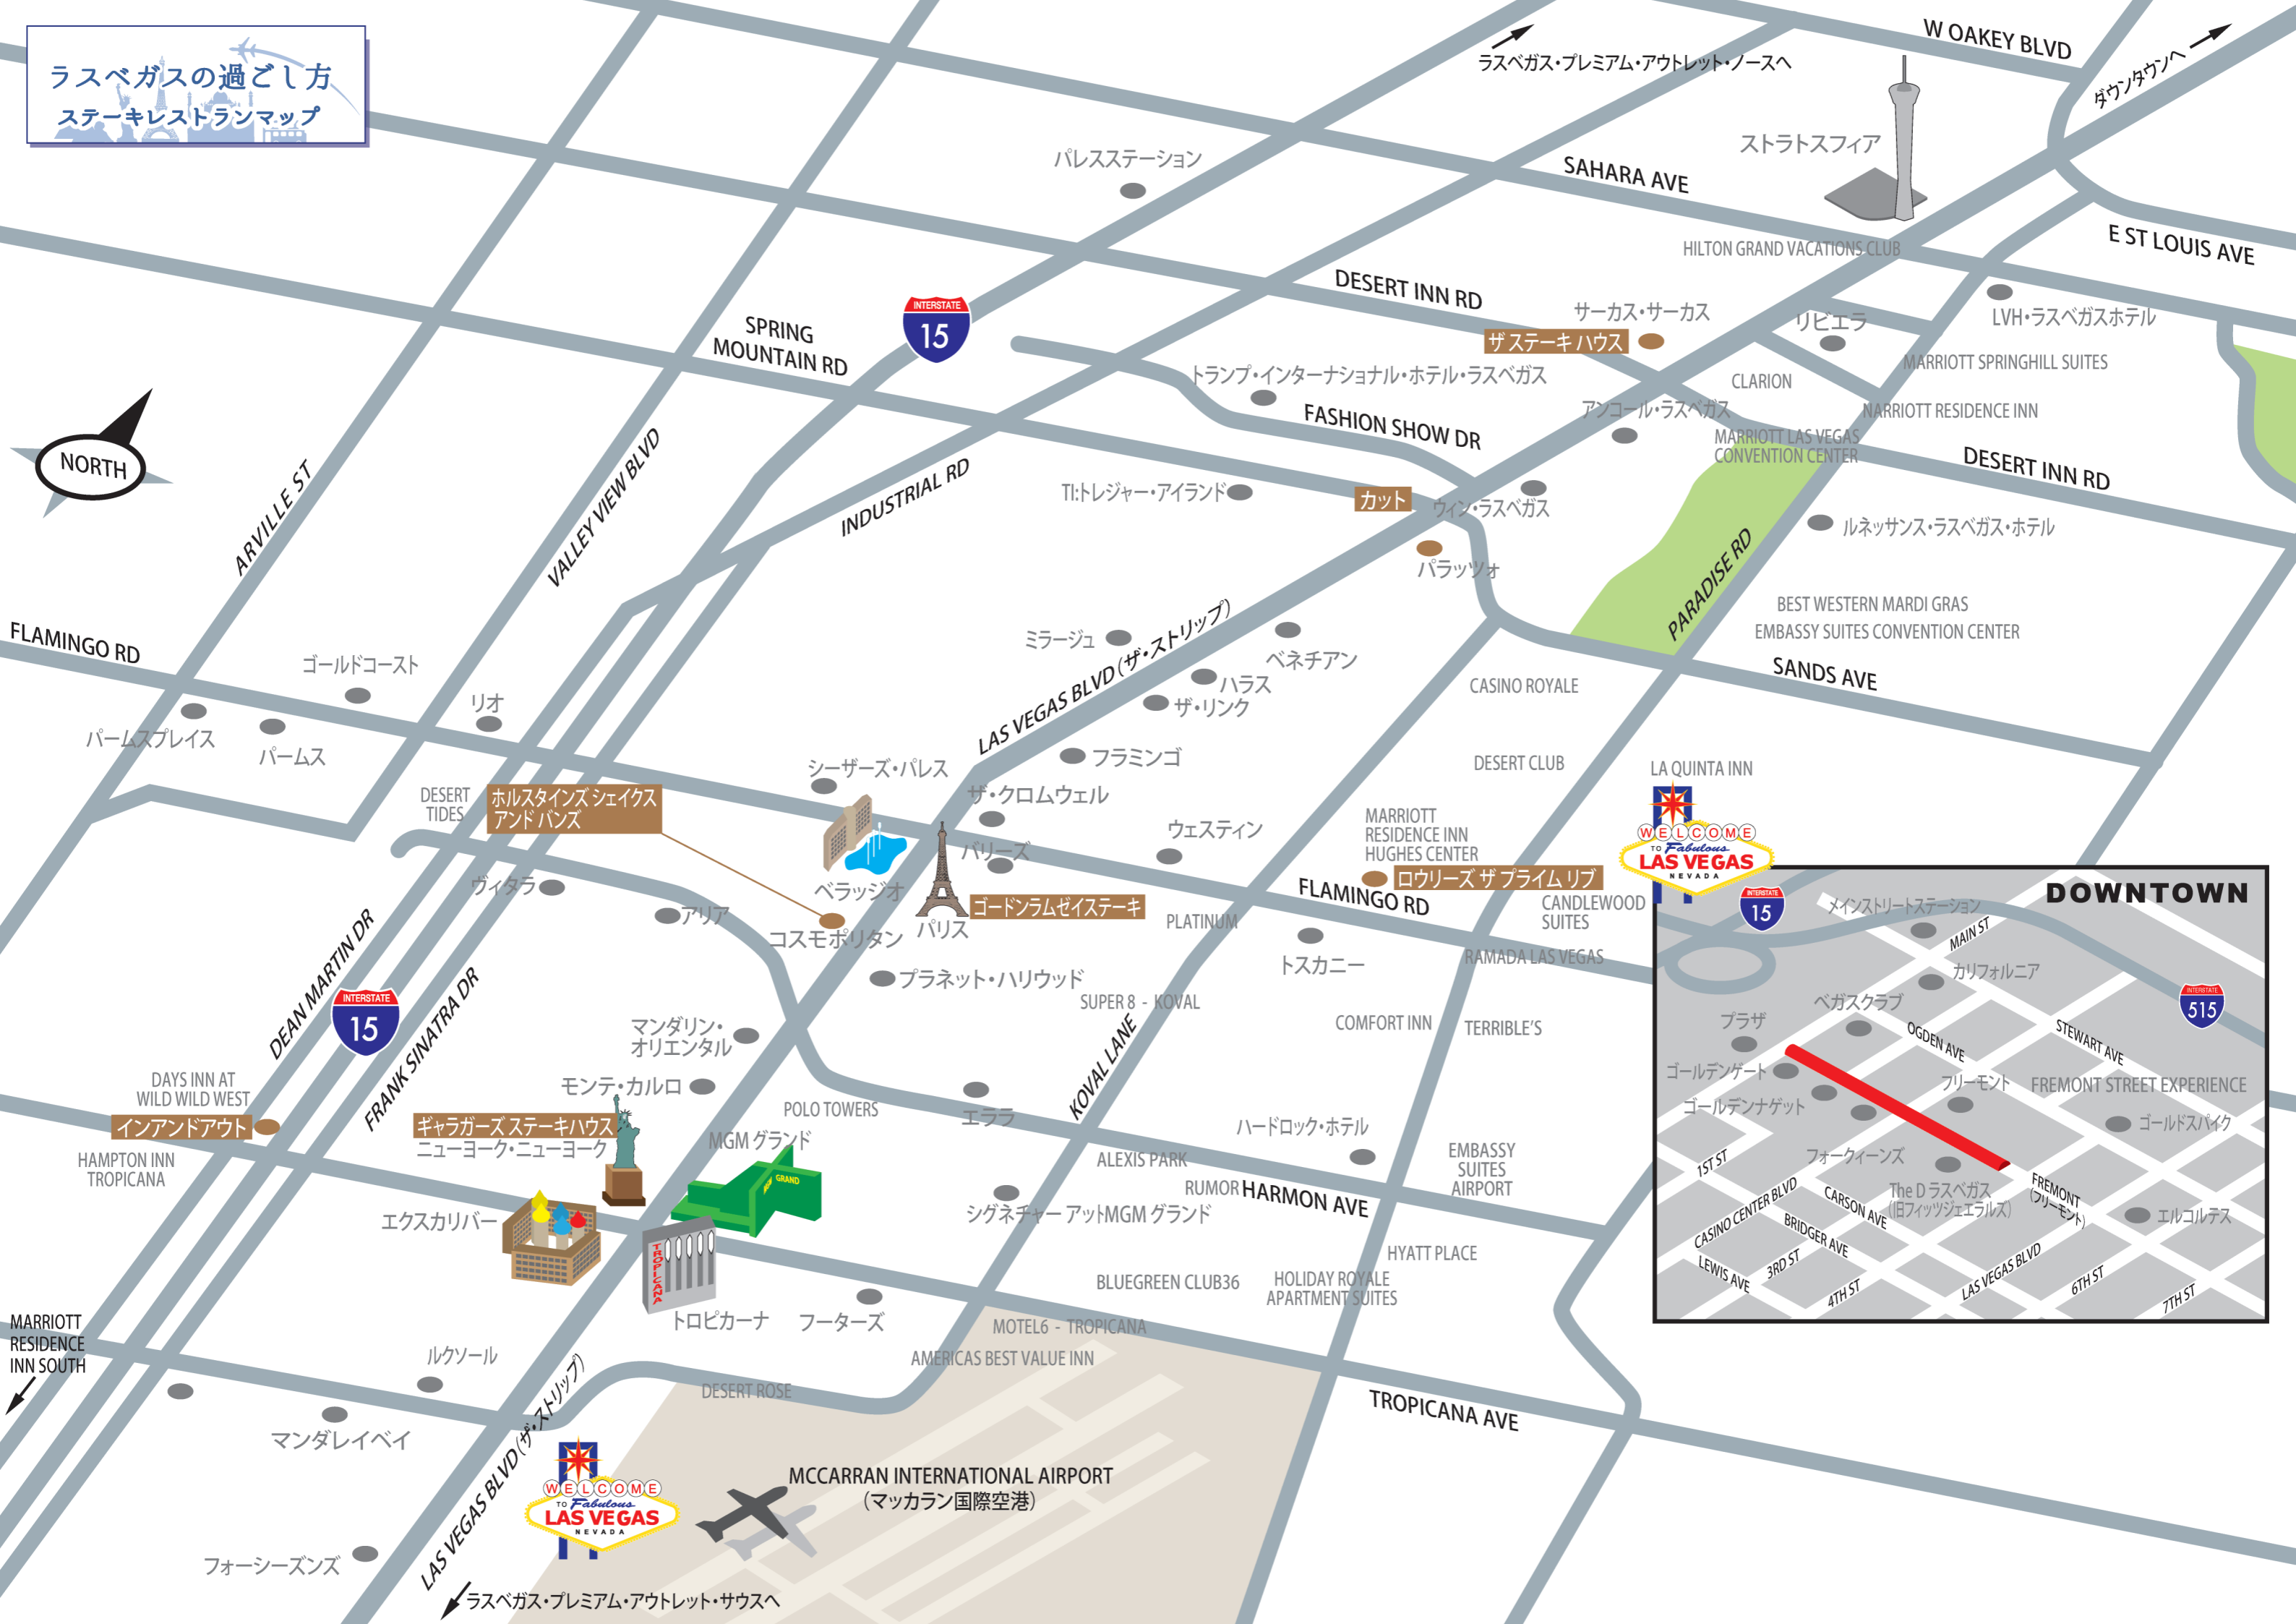 ラスベガスの過ごし方
ステーキレストランマップ
W OAKEY BLVD
ダウンタウンへ
ラスベガス・プレミアム・アウトレット・ノースへ
ストラトスフィア
パレスステーション
SAHARA AVE
E ST LOUIS AVE
HILTON GRAND VACATIONS CLUB
DESERT INN RD
サーカス・サーカス
ザ ステーキ ハウス
リビエラ
LVH・ラスベガスホテル
INTERSTATE
15
SPRING
MOUNTAIN RD
トランプ・インターナショナル・ホテル・ラスベガス
MARRIOTT SPRINGHILL SUITES
CLARION
FASHION SHOW DR
アンコール・ラスベガス
NARRIOTT RESIDENCE INN
MARRIOTT LAS VEGAS
CONVENTION CENTER
DESERT INN RD
NORTH
ARVILLE ST
VALLEY VIEW BLVD
INDUSTRIAL RD
TI:トレジャー・アイランド
カット
ウィン・ラスベガス
ルネッサンス・ラスベガス・ホテル
パラッツォ
PARADISE RD
BEST WESTERN MARDI GRAS
EMBASSY SUITES CONVENTION CENTER
FLAMINGO RD
ゴールドコースト
リオ
パームスプレイス
パームス
ミラージュ
LAS VEGAS BLVD(ザ・ストリップ)
ベネチアン
ハラス
ザ・リンク
CASINO ROYALE
SANDS AVE
フラミンゴ
シーザーズ・パレス
ザ・クロムウェル
DESERT CLUB
LA QUINTA INN
DESERT
TIDES
ホルスタインズ シェイクス
アンド バンズ
ウェスティン
MARRIOTT
RESIDENCE INN
HUGHES CENTER
バリーズ
ロウリーズ ザ プライム リブ
ヴィタラ
アリア
ベラッジオ
コスモポリタン
パリス
ゴードンラムゼイステーキ
FLAMINGO RD
PLATINUM
CANDLEWOOD
SUITES
トスカニー
RAMADA LAS VEGAS
プラネット・ハリウッド
SUPER 8 - KOVAL
COMFORT INN
TERRIBLE'S
DEAN MARTIN DR
INTERSTATE
15
FRANK SINATRA DR
マンダリン・
オリエンタル
モンテ・カルロ
POLO TOWERS
エララ
KOVAL LANE
DAYS INN AT
WILD WILD WEST
インアンドアウト
HAMPTON INN
TROPICANA
ギャラガーズ ステーキハウス
ニューヨーク・ニューヨーク
MGM グランド
MGM GRAND
ハードロック・ホテル
ALEXIS PARK
RUMOR
HARMON AVE
EMBASSY
SUITES
AIRPORT
エクスカリバー
シグネチャー アットMGM グランド
TROPICANA
トロピカーナ
フーターズ
HYATT PLACE
BLUEGREEN CLUB36
HOLIDAY ROYALE
APARTMENT SUITES
MOTEL6 - TROPICANA
AMERICAS BEST VALUE INN
DESERT ROSE
TROPICANA AVE
MARRIOTT
RESIDENCE
INN SOUTH
ルクソール
マンダレイベイ
フォーシーズンズ
LAS VEGAS BLVD(ザ・ストリップ)
WELCOME
TO Fabulous
LAS VEGAS
NEVADA
MCCARRAN INTERNATIONAL AIRPORT
(マッカラン国際空港)
ラスベガス・プレミアム・アウトレット・サウスへ
WELCOME
TO Fabulous
LAS VEGAS
NEVADA
DOWNTOWN
INTERSTATE
15
メインストリートステーション
MAIN ST
カリフォルニア
INTERSTATE
515
ベガスクラブ
プラザ
OGDEN AVE
STEWART AVE
ゴールデンゲート
フリーモント
FREMONT STREET EXPERIENCE
ゴールデンナゲット
ゴールドスパイク
1ST ST
フォークィーンズ
The D ラスベガス
(旧フィッツジェエラルズ)
FREMONT
(フリーモント)
エルコルテス
CASINO CENTER BLVD
CARSON AVE
BRIDGER AVE
LEWIS AVE
3RD ST
4TH ST
LAS VEGAS BLVD
6TH ST
7TH ST